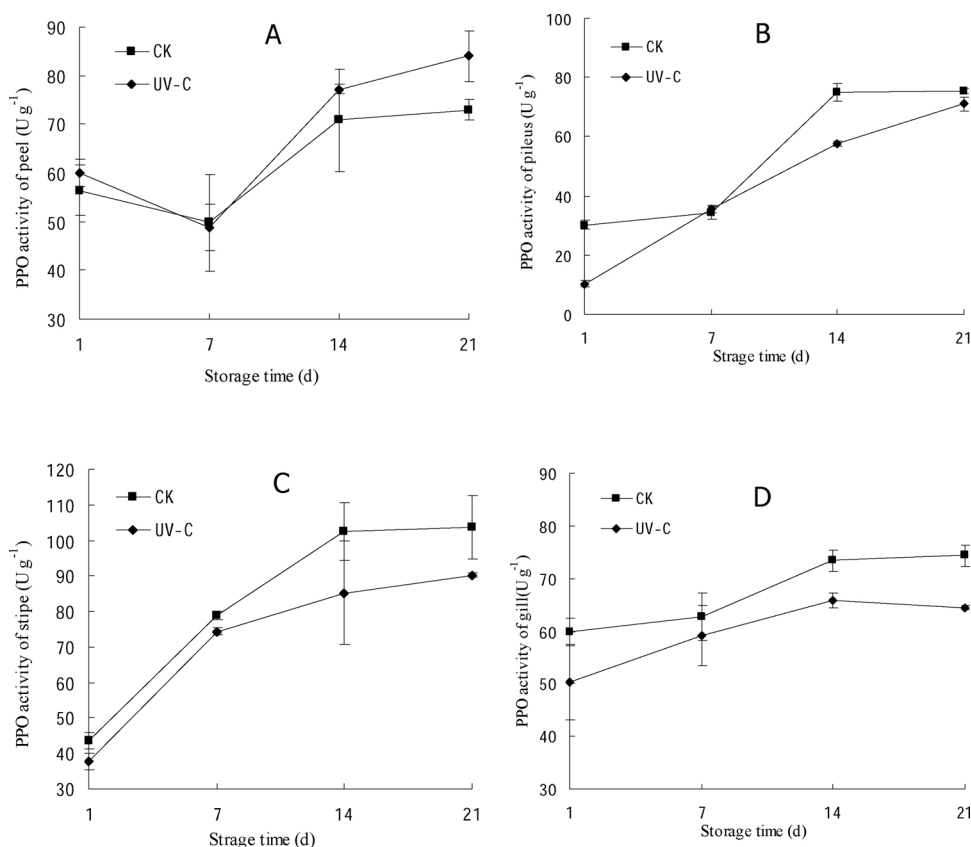 A
CK
UV-C
PPO activity of peel (U g-1)
90
80
70
60
50
40
30
1 7 14 21
Storage time (d)
B
CK
UV-C
PPO activity of pileus (U g-1)
100
80
60
40
20
0
1 7 14 21
Strage time (d)
C
CK
UV-C
PPO activity of stipe (U g-1)
120
110
100
90
80
70
60
50
40
30
1 7 14 21
Strage time (d)
D
CK
UV-C
PPO activity of gill(U g-1)
90
80
70
60
50
40
30
1 7 14 21
Storage time (d)